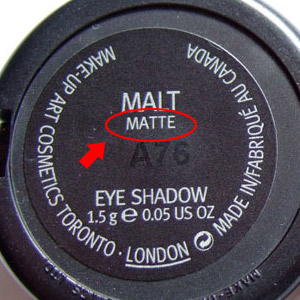 MALT
MATTE
A76
EYE SHADOW
1.5 g e 0.05 US OZ
MAKE-UP ART COSMETICS TORONTO · LONDON
MADE IN/FABRIQUÉ AU CANADA